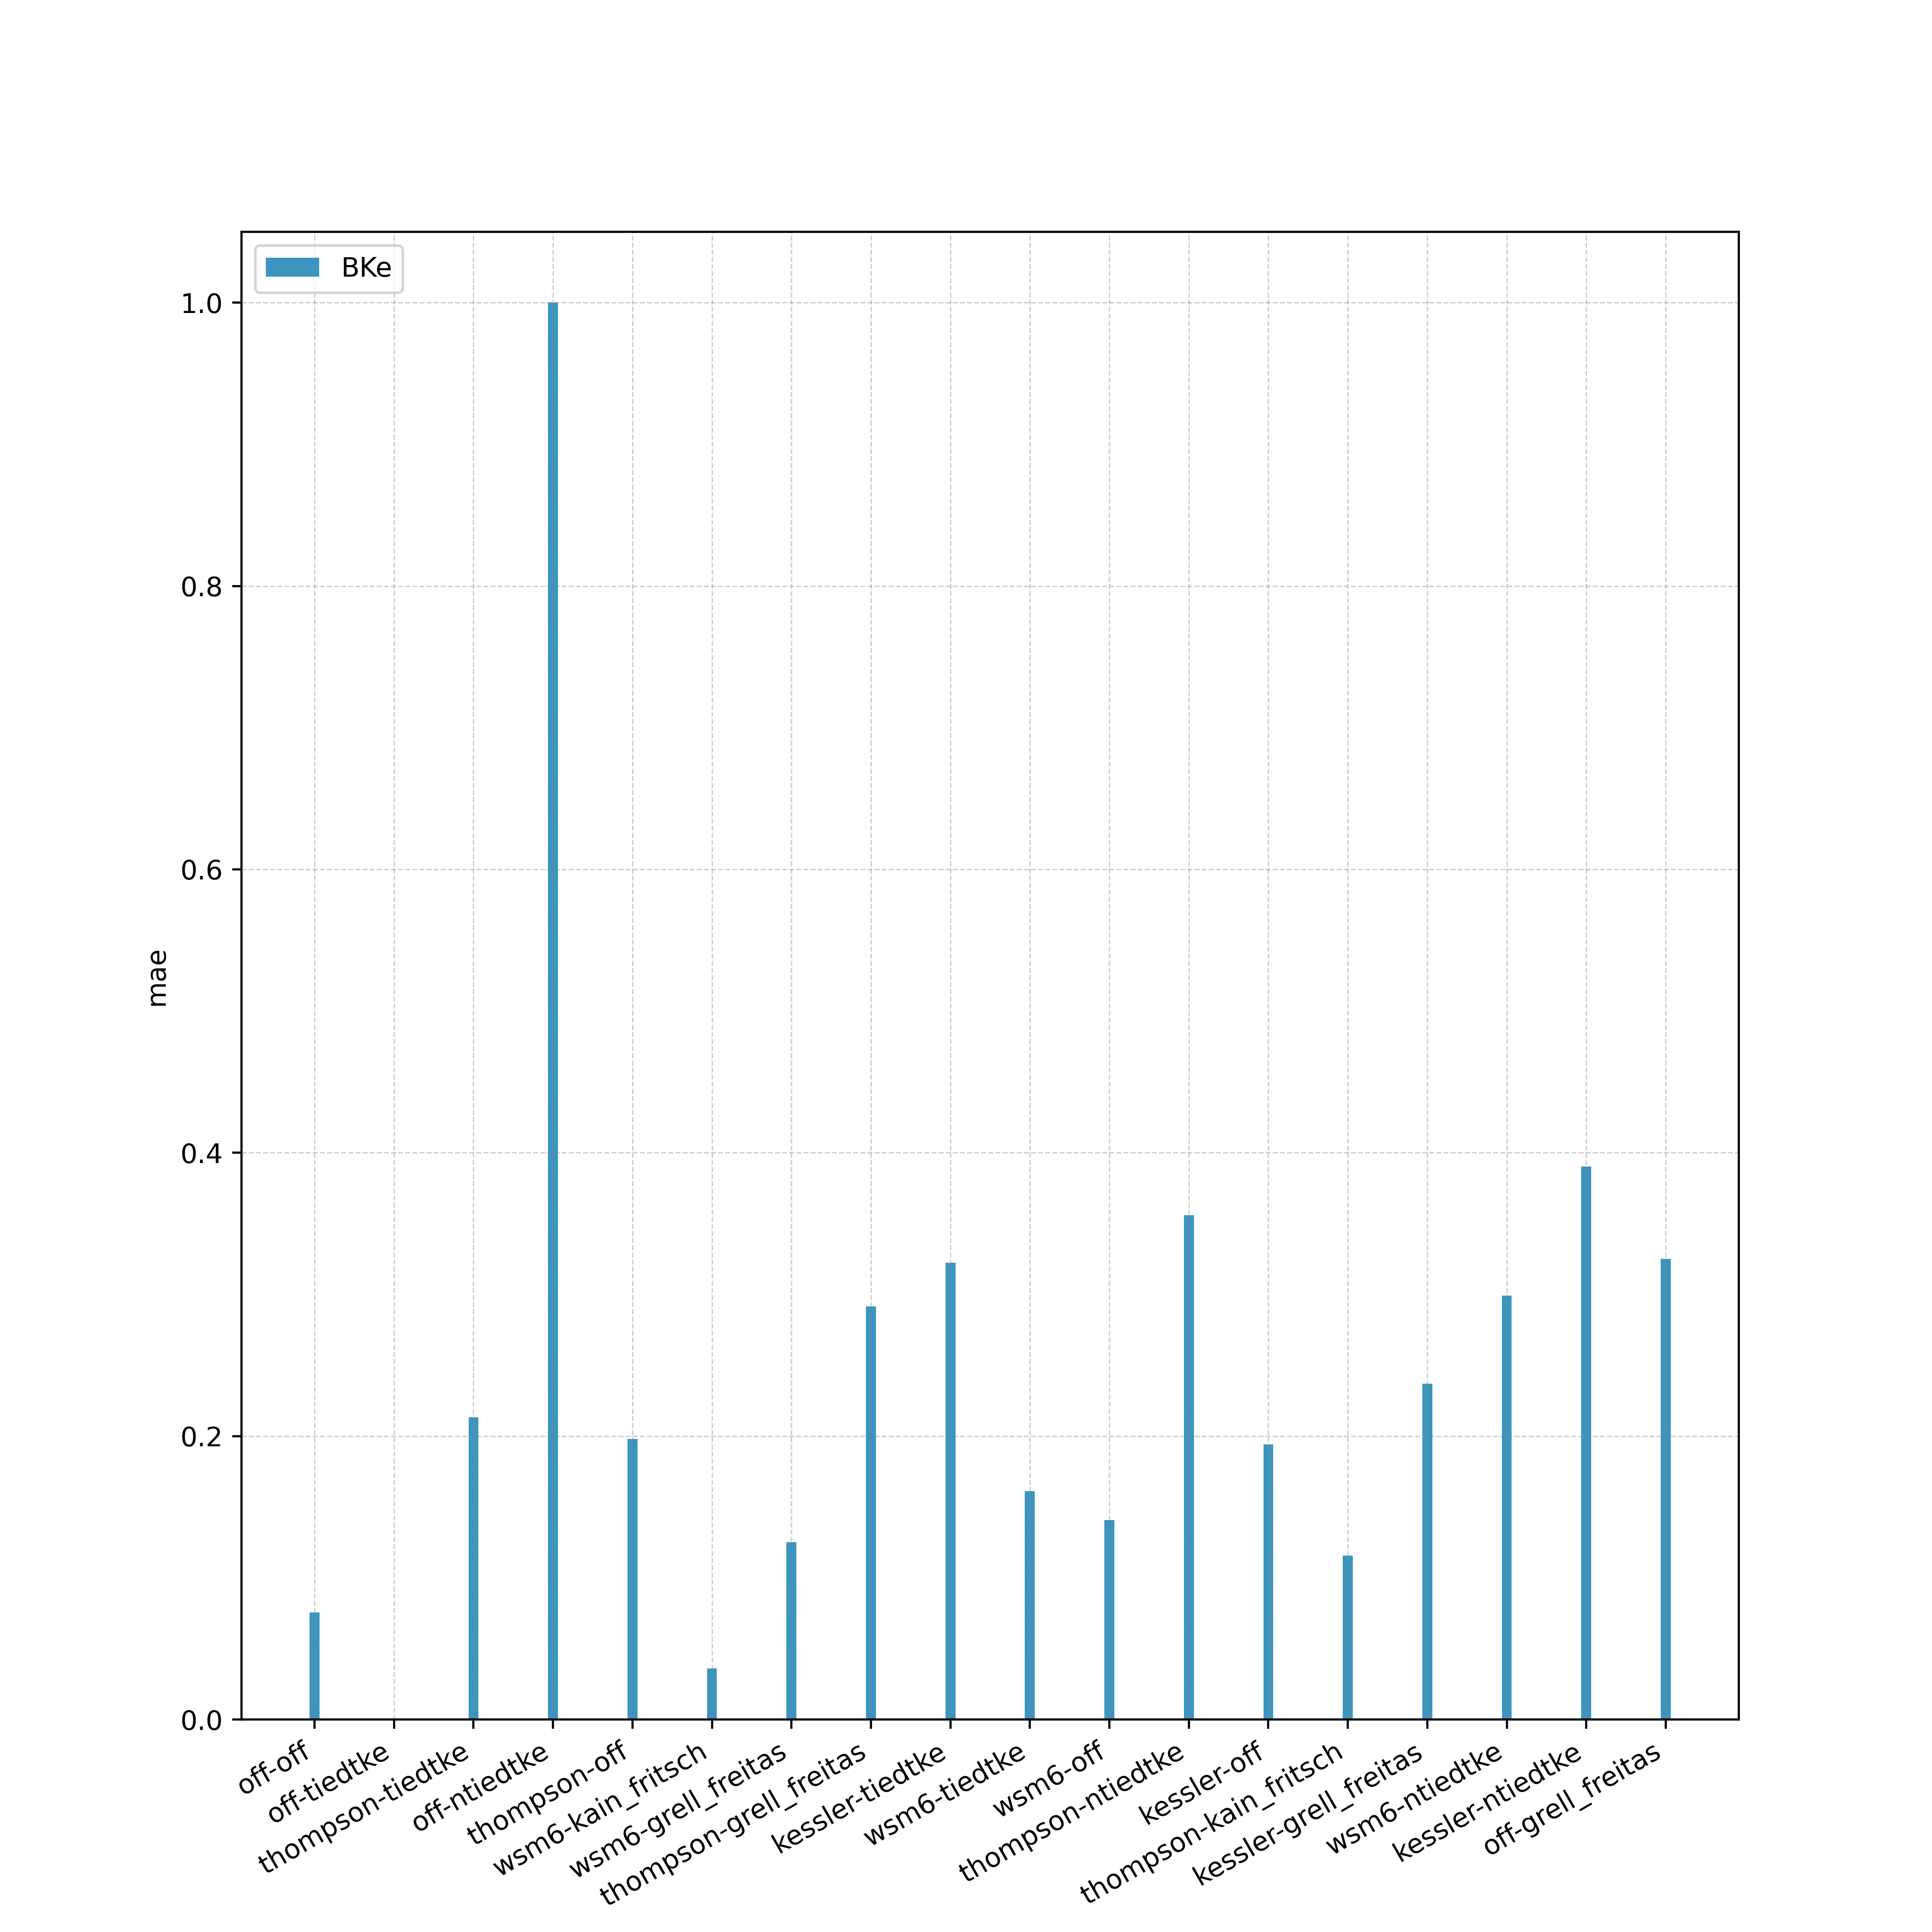 BKe
1.0
0.8
0.6
0.4
0.2
0.0
mae
off-off
off-tiedtke
thompson-tiedtke
off-ntiedtke
thompson-off
wsm6-kain_fritsch
wsm6-grell_freitas
thompson-grell_freitas
kessler-tiedtke
wsm6-tiedtke
wsm6-off
thompson-ntiedtke
kessler-off
thompson-kain_fritsch
kessler-grell_freitas
wsm6-ntiedtke
kessler-ntiedtke
off-grell_freitas